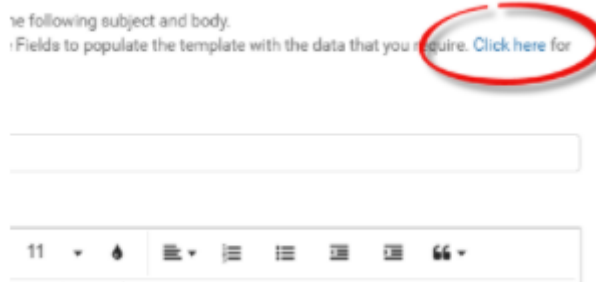 he following subject and body.
Fields to populate the template with the data that you require. Click here for
11